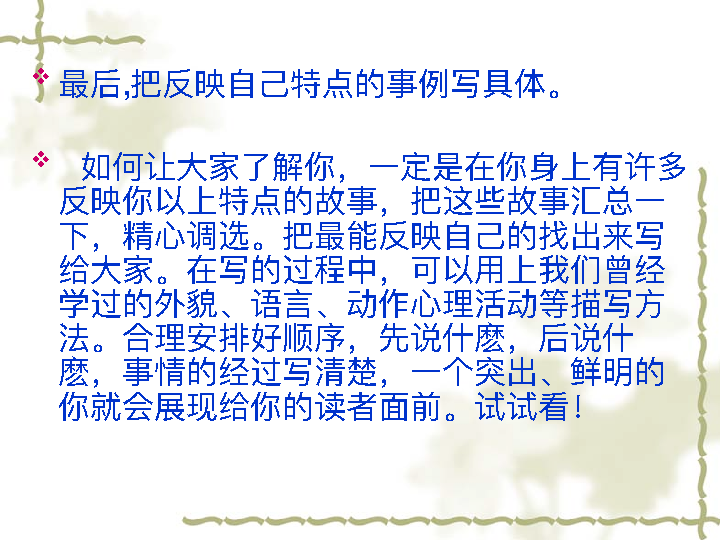 最后,把反映自己特点的事例写具体。
如何让大家了解你，一定是在你身上有许多
反映你以上特点的故事，把这些故事汇总一
下，精心调选。把最能反映自己的找出来写
给大家。在写的过程中，可以用上我们曾经
学过的外貌、语言、动作心理活动等描写方
法。合理安排好顺序，先说什麽，后说什
麽，事情的经过写清楚，一个突出、鲜明的
你就会展现给你的读者面前。试试看！